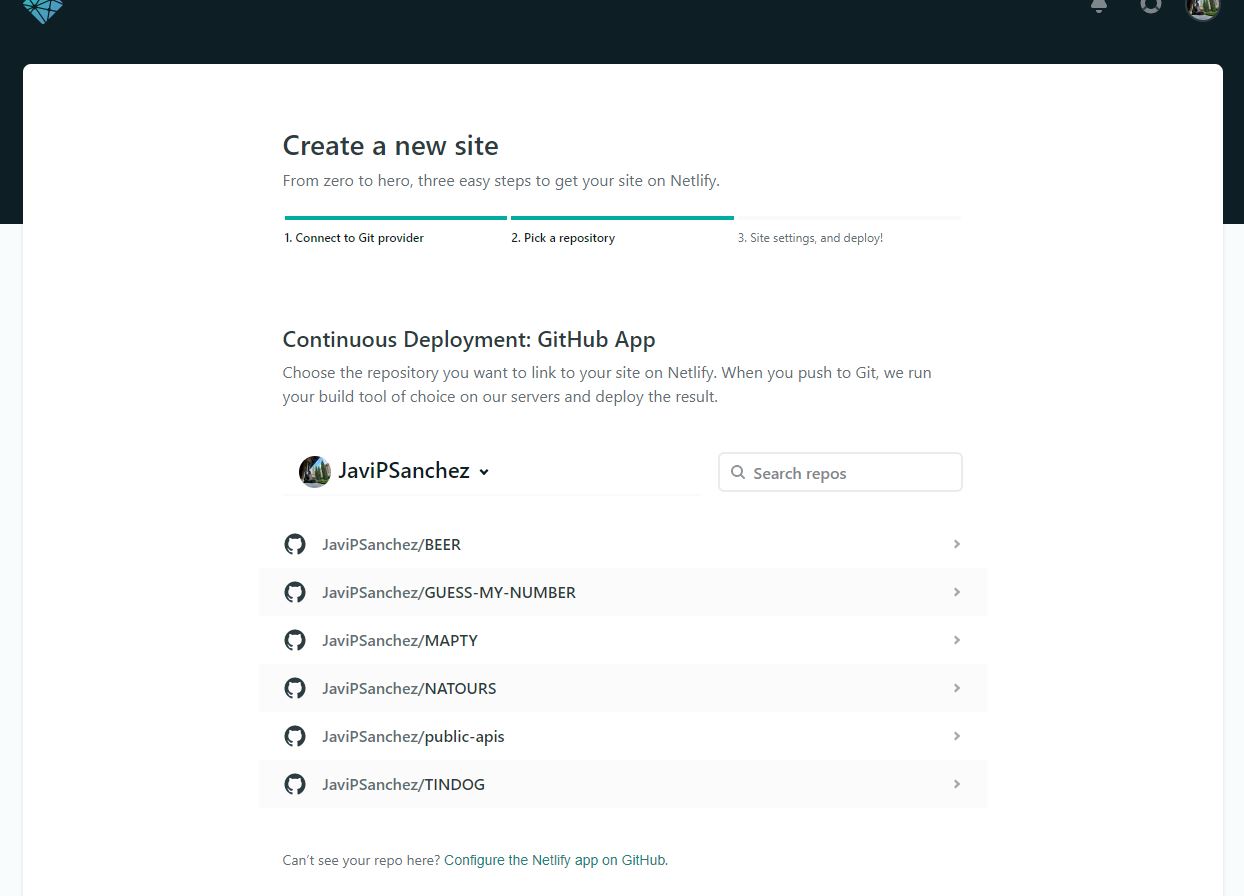 Create a new site
From zero to hero, three easy steps to get your site on Netlify.
1. Connect to Git provider
2. Pick a repository
3. Site settings, and deploy!
Continuous Deployment: GitHub App
Choose the repository you want to link to your site on Netlify. When you push to Git, we run
your build tool of choice on our servers and deploy the result.
JaviPSanchez
Search repos
JaviPSanchez/BEER
JaviPSanchez/GUESS-MY-NUMBER
JaviPSanchez/MAPTY
JaviPSanchez/NATOURS
JaviPSanchez/public-apis
JaviPSanchez/TINDOG
Can’t see your repo here? Configure the Netlify app on GitHub.